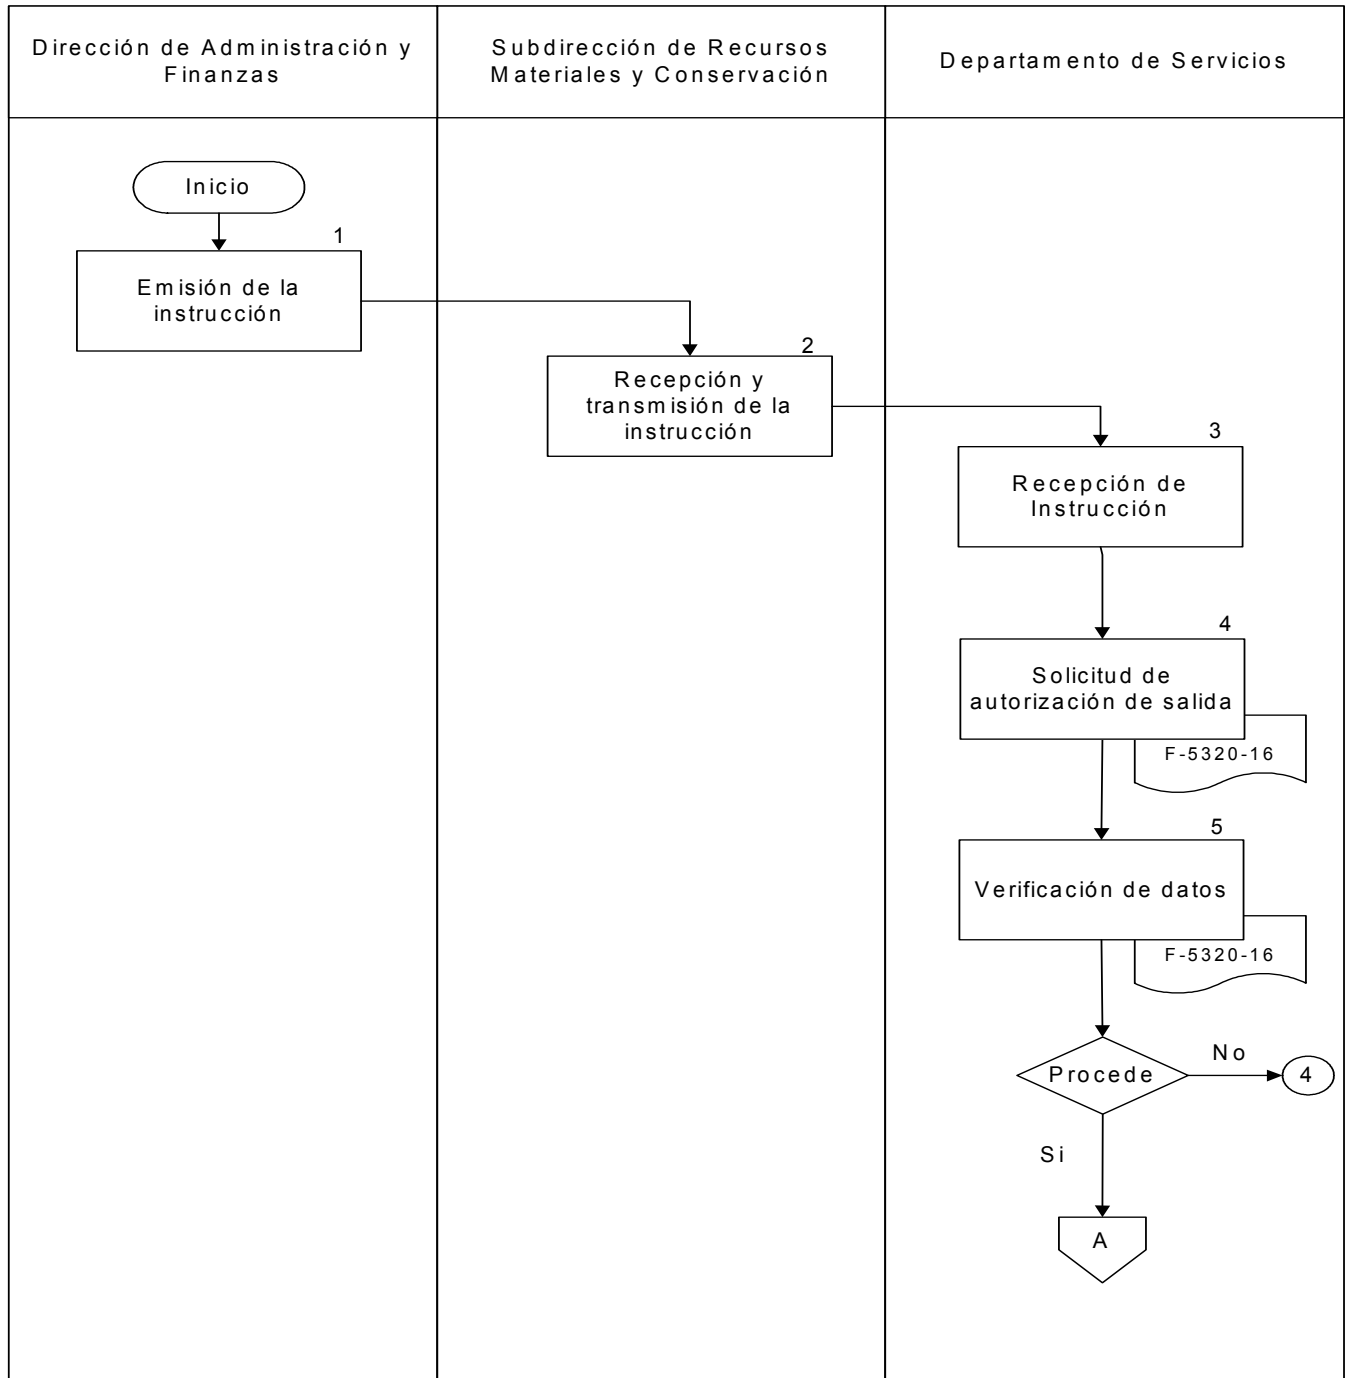 Dirección de Administración y
Finanzas
Subdirección de Recursos
Materiales y Conservación
Departamento de Servicios
Inicio
1
Emisión de la
instrucción
2
Recepción y
transmisión de la
instrucción
3
Recepción de
Instrucción
4
Solicitud de
autorización de salida
F-5320-16
5
Verificación de datos
F-5320-16
Procede
No
4
Si
A